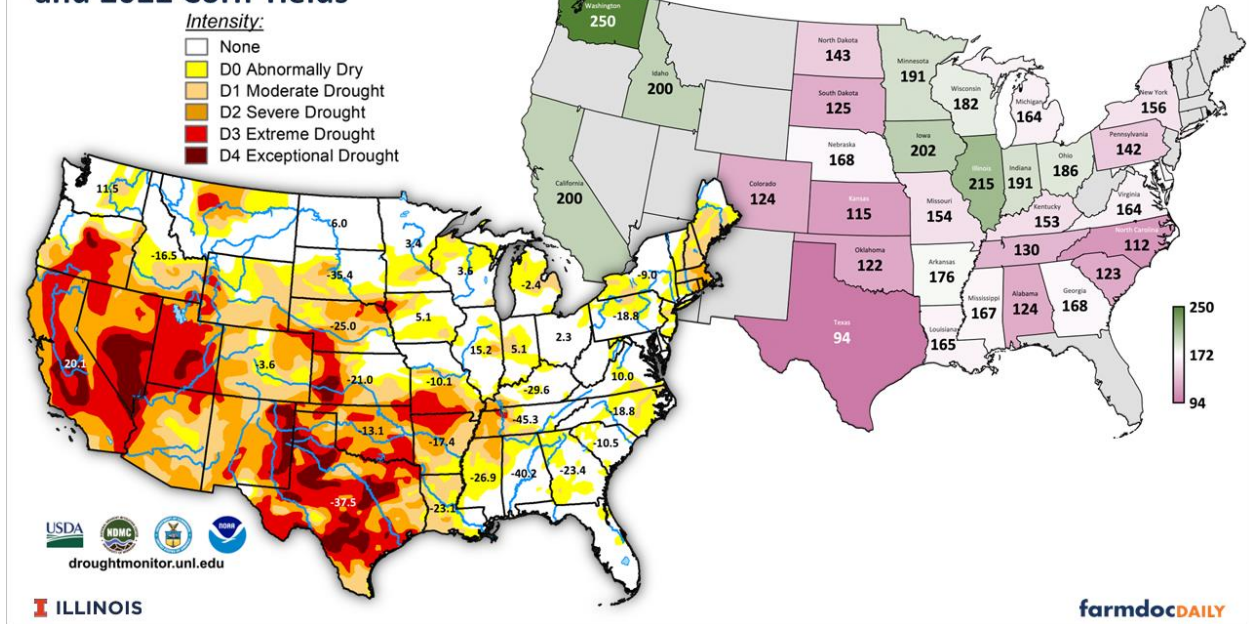 and 2022 Corn Yields
Intensity:
None
D0 Abnormally Dry
D1 Moderate Drought
D2 Severe Drought
D3 Extreme Drought
D4 Exceptional Drought
11.5
-16.5
20.1
-3.6
6.0
-35.4
-25.0
-21.0
-13.1
-37.5
3.4
5.1
-10.1
-17.4
-23.1
3.6
15.2
-26.9
-2.4
5.1
-29.6
-45.3
-40.2
2.3
-23.4
-9.0
-18.8
10.0
-18.8
-10.5
USDA
NDMC
NOAA
droughtmonitor.unl.edu
Washington
250
Idaho
200
California
200
North Dakota
143
South Dakota
125
Nebraska
168
Colorado
124
Kansas
115
Oklahoma
122
Texas
94
Minnesota
191
Iowa
202
Missouri
154
Arkansas
176
Louisiana
165
Wisconsin
182
Illinois
215
Mississippi
167
Michigan
164
Indiana
191
Ohio
186
Kentucky
153
130
Alabama
124
Georgia
168
New York
156
Pennsylvania
142
Virginia
164
North Carolina
112
123
250
172
94
I ILLINOIS
farmdocDAILY